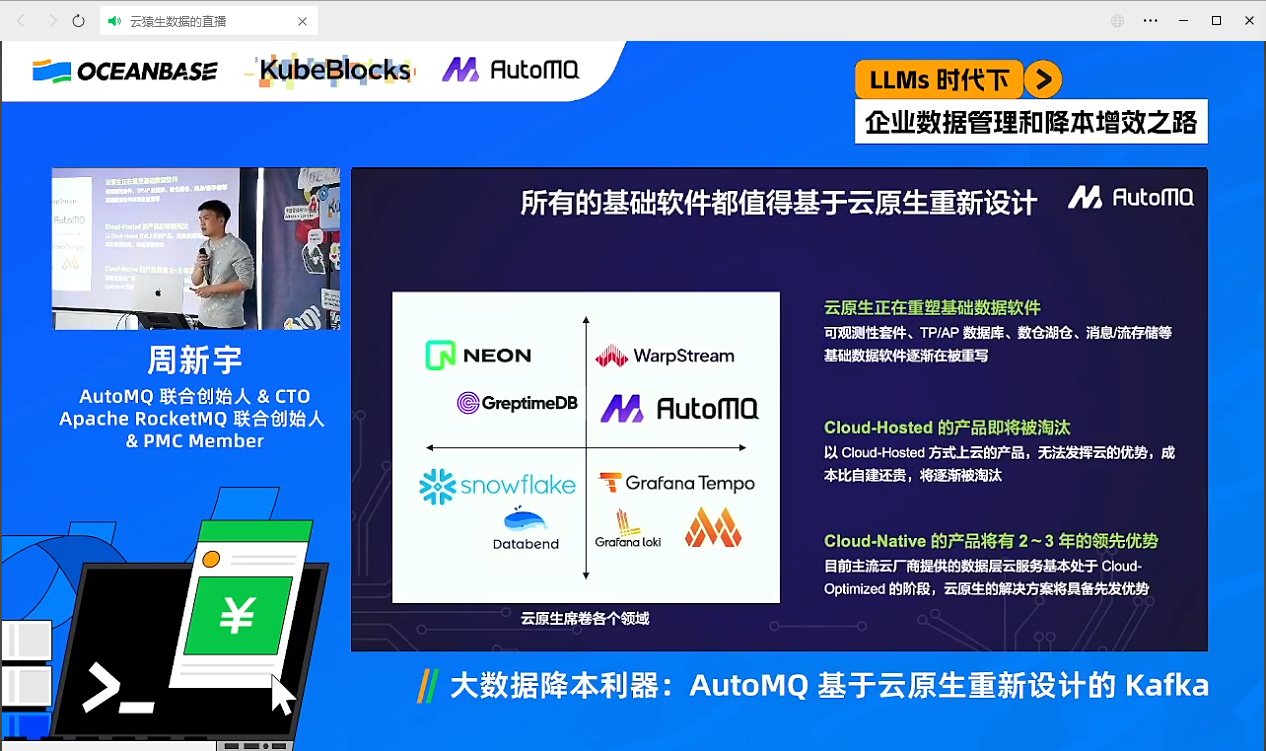 云猿生数据的直播
OCEANBASE
KubeBlocks
AutoMQ
LLMs 时代下
企业数据管理和降本增效之路
周新宇
AutoMQ 联合创始人 & CTO
Apache RocketMQ 联合创始人
& PMC Member
所有的基础软件都值得基于云原生重新设计
AutoMQ
NEON
WarpStream
GreptimeDB
AutoMQ
snowflake
Grafana Tempo
Databend
Grafana loki
云原生席卷各个领域
云原生正在重塑基础数据软件
可观测性套件、TP/AP 数据库、数仓湖仓、消息/流存储等
基础数据软件逐渐在被重写
Cloud-Hosted 的产品即将被淘汰
以 Cloud-Hosted 方式上云的产品，无法发挥云的优势，成
本比自建还贵，将逐渐被淘汰
Cloud-Native 的产品将有 2～3 年的领先优势
目前主流云厂商提供的数据层云服务基本处于 Cloud-
Optimized 的阶段，云原生的解决方案将具备先发优势
¥
大数据降本利器：AutoMQ 基于云原生重新设计的 Kafka